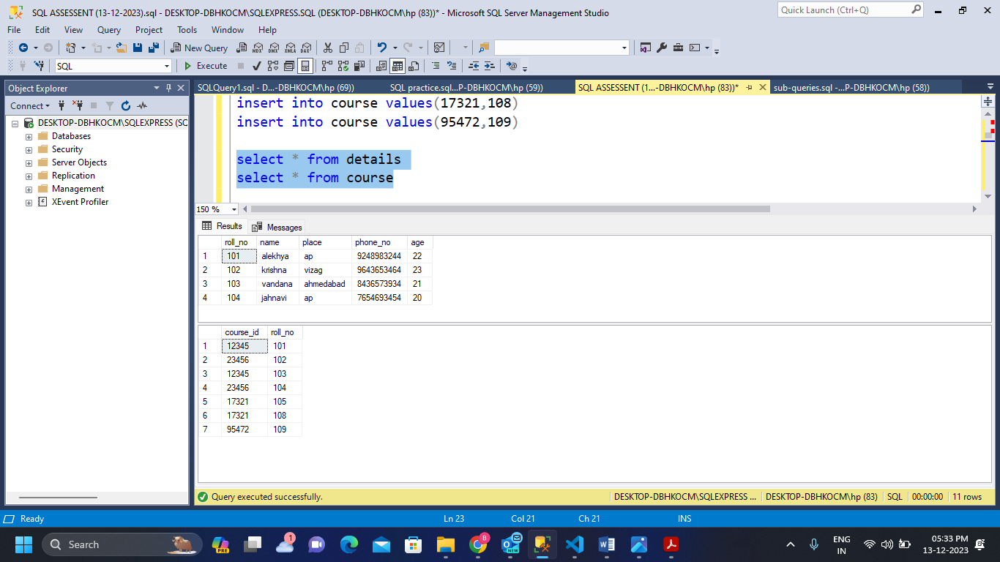 SQL ASSESSENT (13-12-2023).sql - DESKTOP-DBHKOCM\SQLEXPRESS.SQL (DESKTOP-DBHKOCM\hp (83))* - Microsoft SQL Server Management Studio
Quick Launch (Ctrl+Q)
File Edit View Query Project Tools Window Help
New Query MDX DMX XMLA DAX
SQL Execute
Object Explorer
SQLQuery1.sql - D...-DBHKOCM\hp (69)) SQL practice.sql...P-DBHKOCM\hp (59)) SQL ASSESSENT (1...-DBHKOCM\hp (83))* sub-queries.sql -...P-DBHKOCM\hp (58))
Connect
DESKTOP-DBHKOCM\SQLEXPRESS (SQ
Databases
Security
Server Objects
Replication
Management
XEvent Profiler
insert into course values(17321,108)
insert into course values(95472,109)
select * from details
select * from course
150 %
Results Messages
roll_no name place phone_no age
1 101 alekhya ap 9248983244 22
2 102 krishna vizag 9643653464 23
3 103 vandana ahmedabad 8436573934 21
4 104 jahnavi ap 7654693454 20
course_id roll_no
1 12345 101
2 23456 102
3 12345 103
4 23456 104
5 17321 105
6 17321 108
7 95472 109
Query executed successfully. DESKTOP-DBHKOCM\SQLEXPRESS ... DESKTOP-DBHKOCM\hp (83) SQL 00:00:00 11 rows
Ready Ln 23 Col 21 Ch 21 INS
Search PRE 1 8 NEW
ENG
IN
05:33 PM
13-12-2023